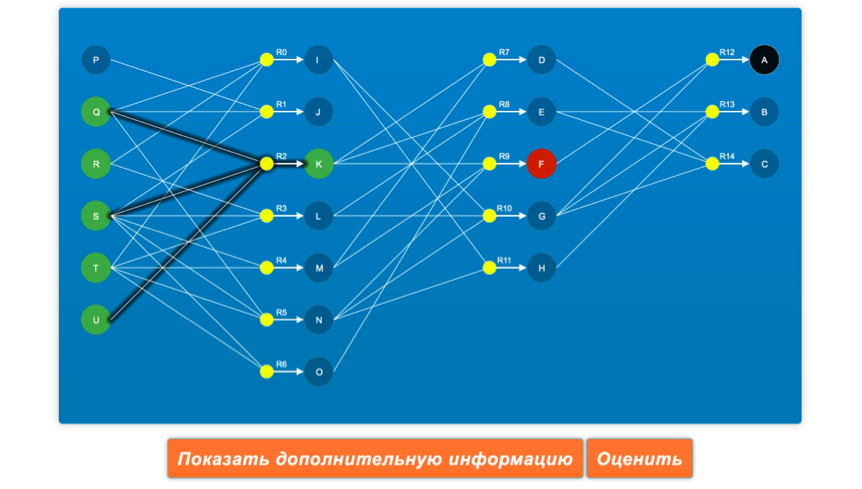 P R0 I R7 D R12 A
Q R1 J R8 E R13 B
R R2 K R9 F R14 C
S R3 L R10 G
T R4 M R11 H
U R5 N
R6 O
Показать дополнительную информацию Оценить